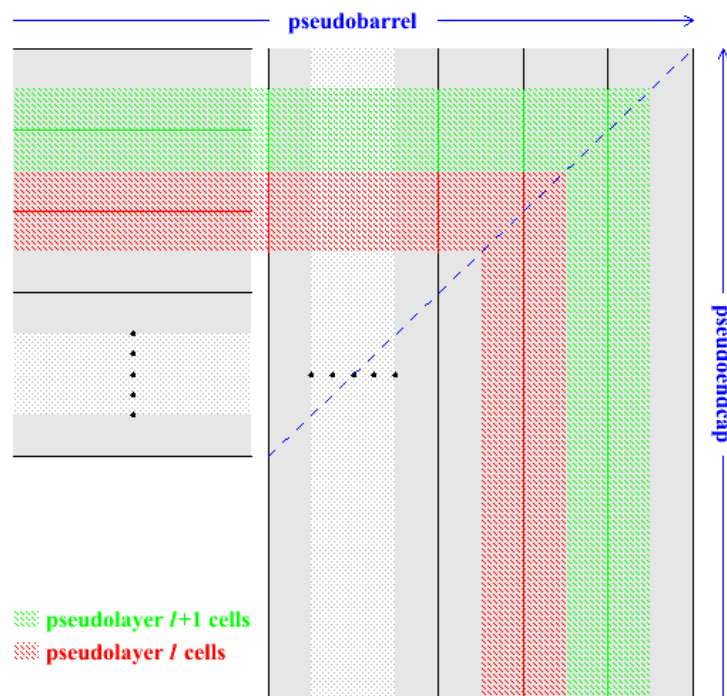 pseudobarrel
pseudoendcap
pseudolayer l+1 cells
pseudolayer l cells